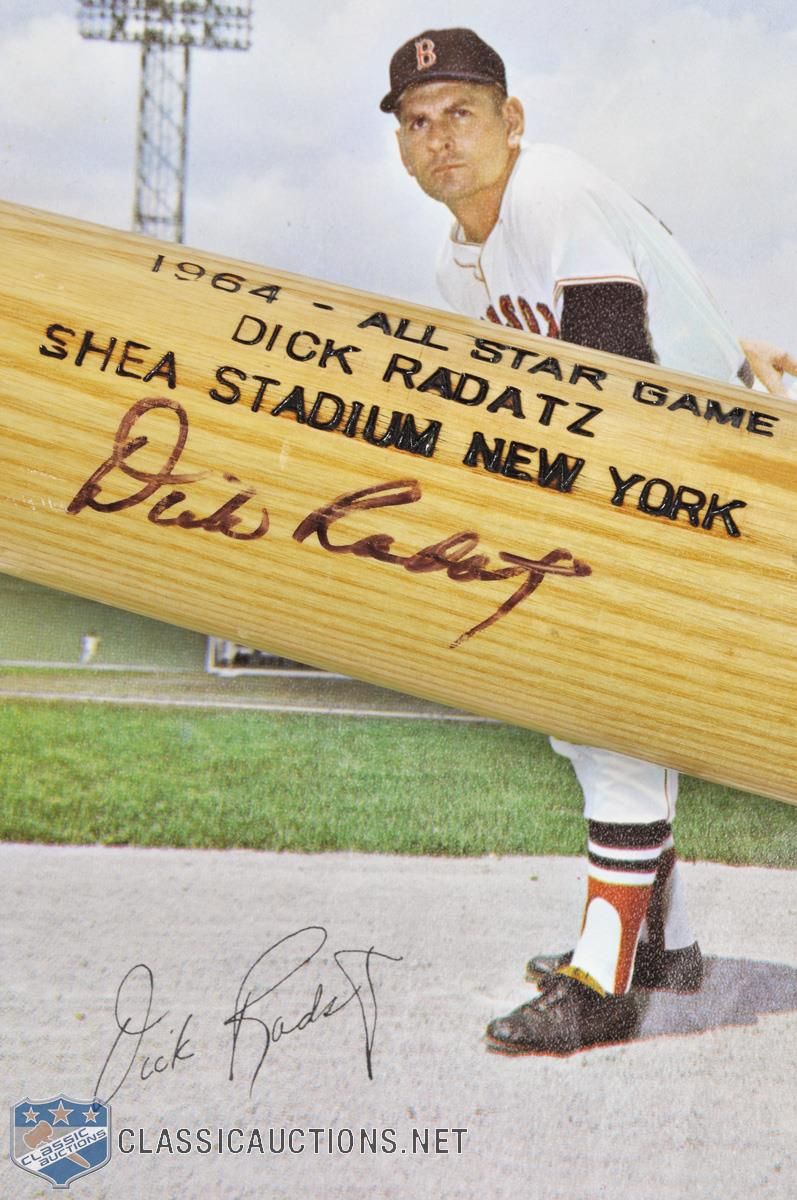 B
1964 - ALL STAR GAME
DICK RADATZ
SHEA STADIUM NEW YORK
Dick Radatz
Dick Radatz
CLASSIC
AUCTIONS
CLASSICAUCTIONS.NET